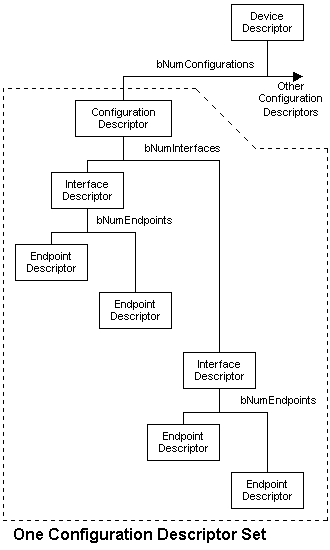 Device
Descriptor
bNumConfigurations
Other
Configuration
Descriptors
Configuration
Descriptor
bNumInterfaces
Interface
Descriptor
bNumEndpoints
Endpoint
Descriptor
Endpoint
Descriptor
Interface
Descriptor
bNumEndpoints
Endpoint
Descriptor
Endpoint
Descriptor
One Configuration Descriptor Set